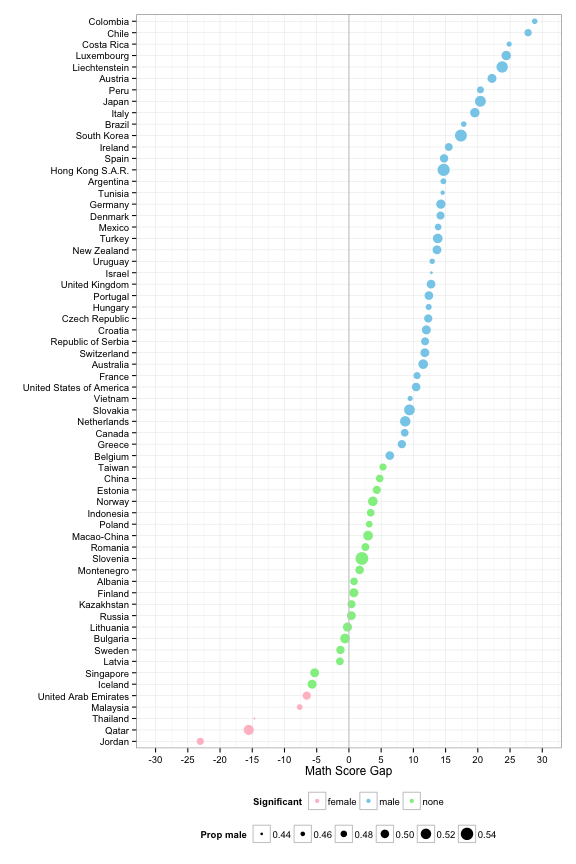 Colombia
Chile
Costa Rica
Luxembourg
Liechtenstein
Austria
Peru
Japan
Italy
Brazil
South Korea
Ireland
Spain
Hong Kong S.A.R.
Argentina
Tunisia
Germany
Denmark
Mexico
Turkey
New Zealand
Uruguay
Israel
United Kingdom
Portugal
Hungary
Czech Republic
Croatia
Republic of Serbia
Switzerland
Australia
France
United States of America
Vietnam
Slovakia
Netherlands
Canada
Greece
Belgium
Taiwan
China
Estonia
Norway
Indonesia
Poland
Macao-China
Romania
Slovenia
Montenegro
Albania
Finland
Kazakhstan
Russia
Lithuania
Bulgaria
Sweden
Latvia
Singapore
Iceland
United Arab Emirates
Malaysia
Thailand
Qatar
Jordan
-30 -25 -20 -15 -10 -5 0 5 10 15 20 25 30
Math Score Gap
Significant female male none
Prop male 0.44 0.46 0.48 0.50 0.52 0.54